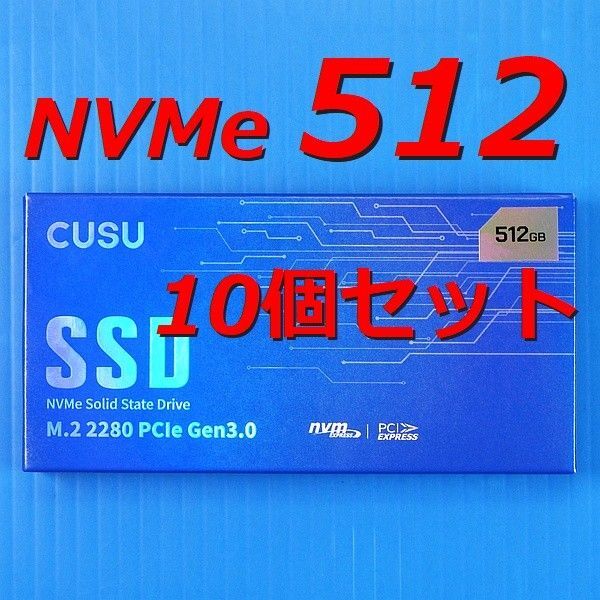 NVMe 512
CUSU
512GB
10個セット
SSD
NVMe Solid State Drive
M.2 2280 PCIe Gen3.0
nvm EXPRESS
PCI EXPRESS